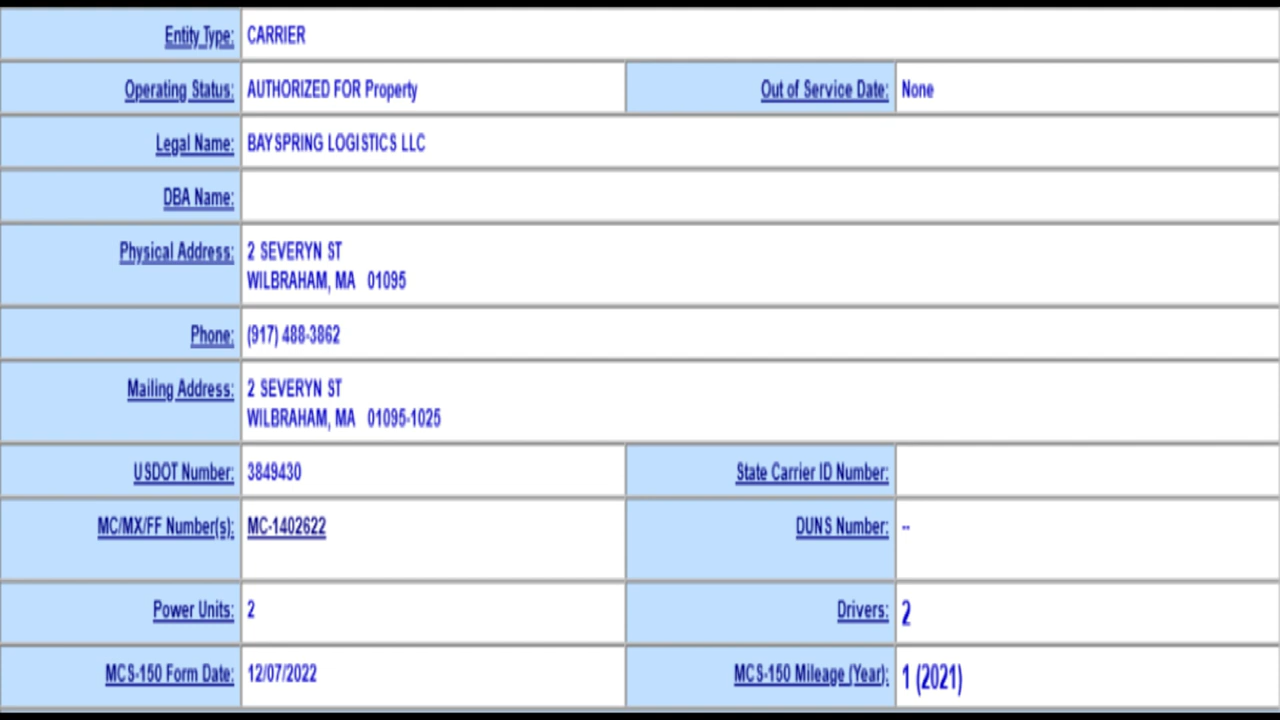 Entity Type: CARRIER
Operating Status: AUTHORIZED FOR Property Out of Service Date: None
Legal Name: BAYSPRING LOGISTICS LLC
DBA Name:
Physical Address: 2 SEVERYN ST
WILBRAHAM, MA 01095
Phone: (917) 488-3862
Mailing Address: 2 SEVERYN ST
WILBRAHAM, MA 01095-1025
USDOT Number: 3849430 State Carrier ID Number:
MC/MX/FF Number(s): MC-1402622 DUNS Number: --
Power Units: 2 Drivers: 2
MCS-150 Form Date: 12/07/2022 MCS-150 Mileage (Year): 1 (2021)